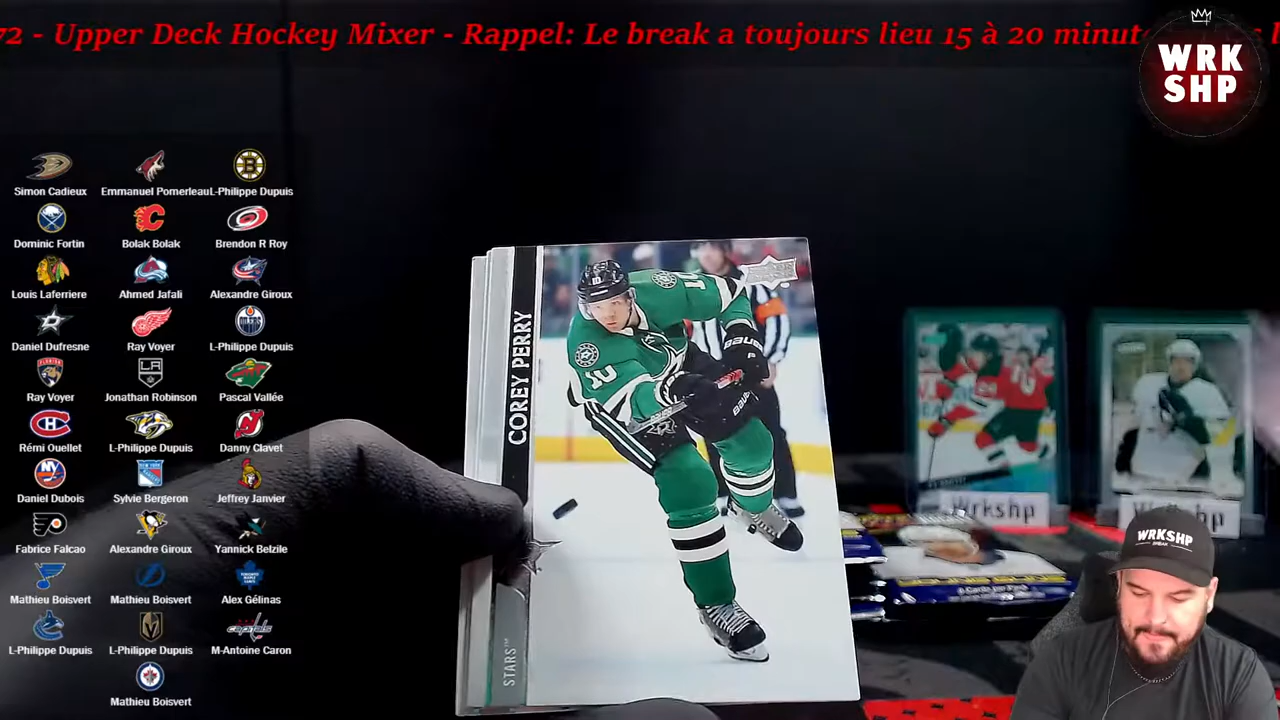 72 - Upper Deck Hockey Mixer - Rappel: Le break a toujours lieu 15 à 20
WRK
SHP
Simon Cadieux
Emmanuel Pomerleau
L-Philippe Dupuis
Dominic Fortin
Bolak Bolak
Brendon R Roy
Louis Laferriere
Ahmed Jafali
Alexandre Giroux
Daniel Dufresne
Ray Voyer
L-Philippe Dupuis
Ray Voyer
Jonathan Robinson
Pascal Vallée
Rémi Ouellet
L-Philippe Dupuis
Danny Clavet
Daniel Dubois
Sylvie Bergeron
Jeffrey Janvier
Fabrice Falcao
Alexandre Giroux
Yannick Belzile
Mathieu Boisvert
Mathieu Boisvert
Alex Gélinas
L-Philippe Dupuis
L-Philippe Dupuis
M-Antoine Caron
Mathieu Boisvert
COREY PERRY
STARS™
10
10
BAUER
Wrkshp
WRKSHP